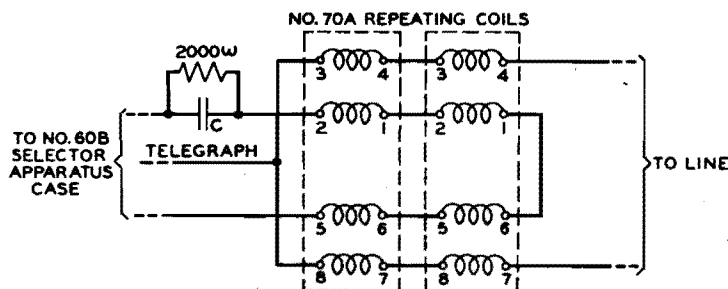 NO. 70A REPEATING COILS
2000ω
3 4 3 4
2 1 2 1
C
TO NO. 60B
SELECTOR
APPARATUS
CASE
TELEGRAPH
TO LINE
5 6 5 6
8 7 8 7